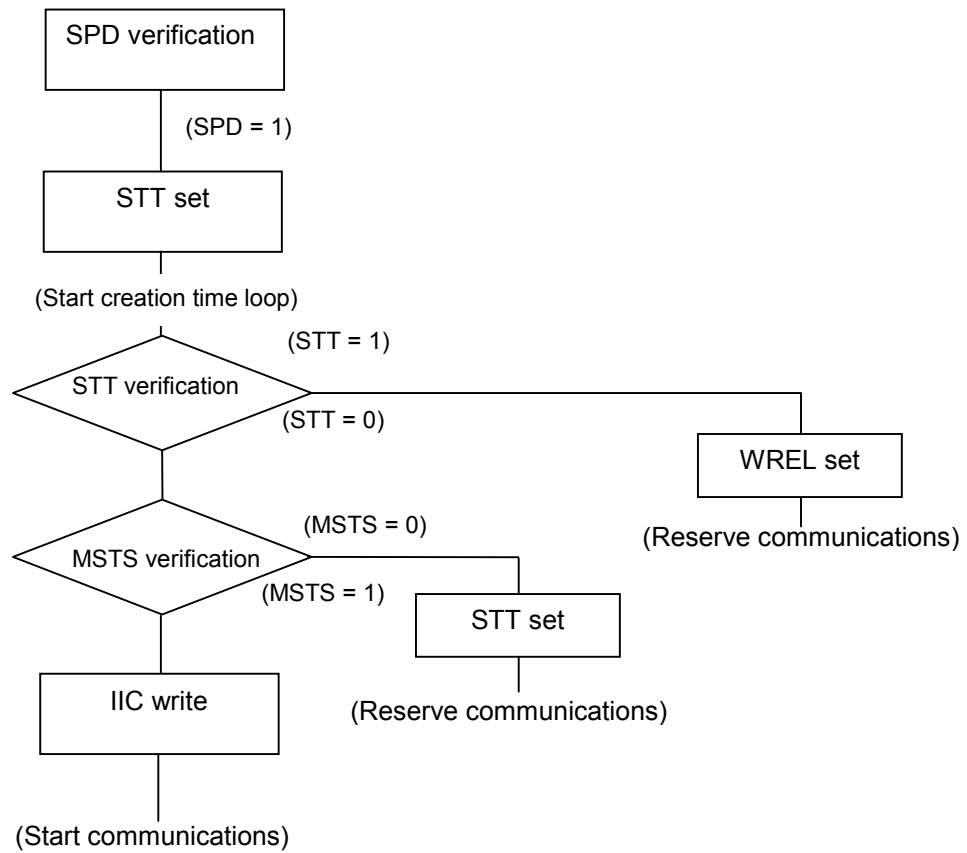 SPD verification
(SPD = 1)
STT set
(Start creation time loop)
(STT = 1)
STT verification
(STT = 0)
WREL set
(Reserve communications)
(MSTS = 0)
MSTS verification
(MSTS = 1)
STT set
(Reserve communications)
IIC write
(Start communications)